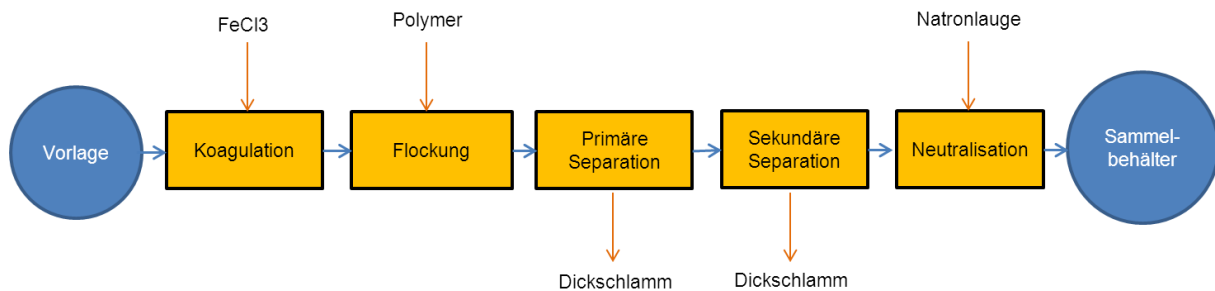 FeCl3
Polymer
Natronlauge
Vorlage
Koagulation
Flockung
Primäre
Separation
Sekundäre
Separation
Neutralisation
Sammel-
behälter
Dickschlamm
Dickschlamm